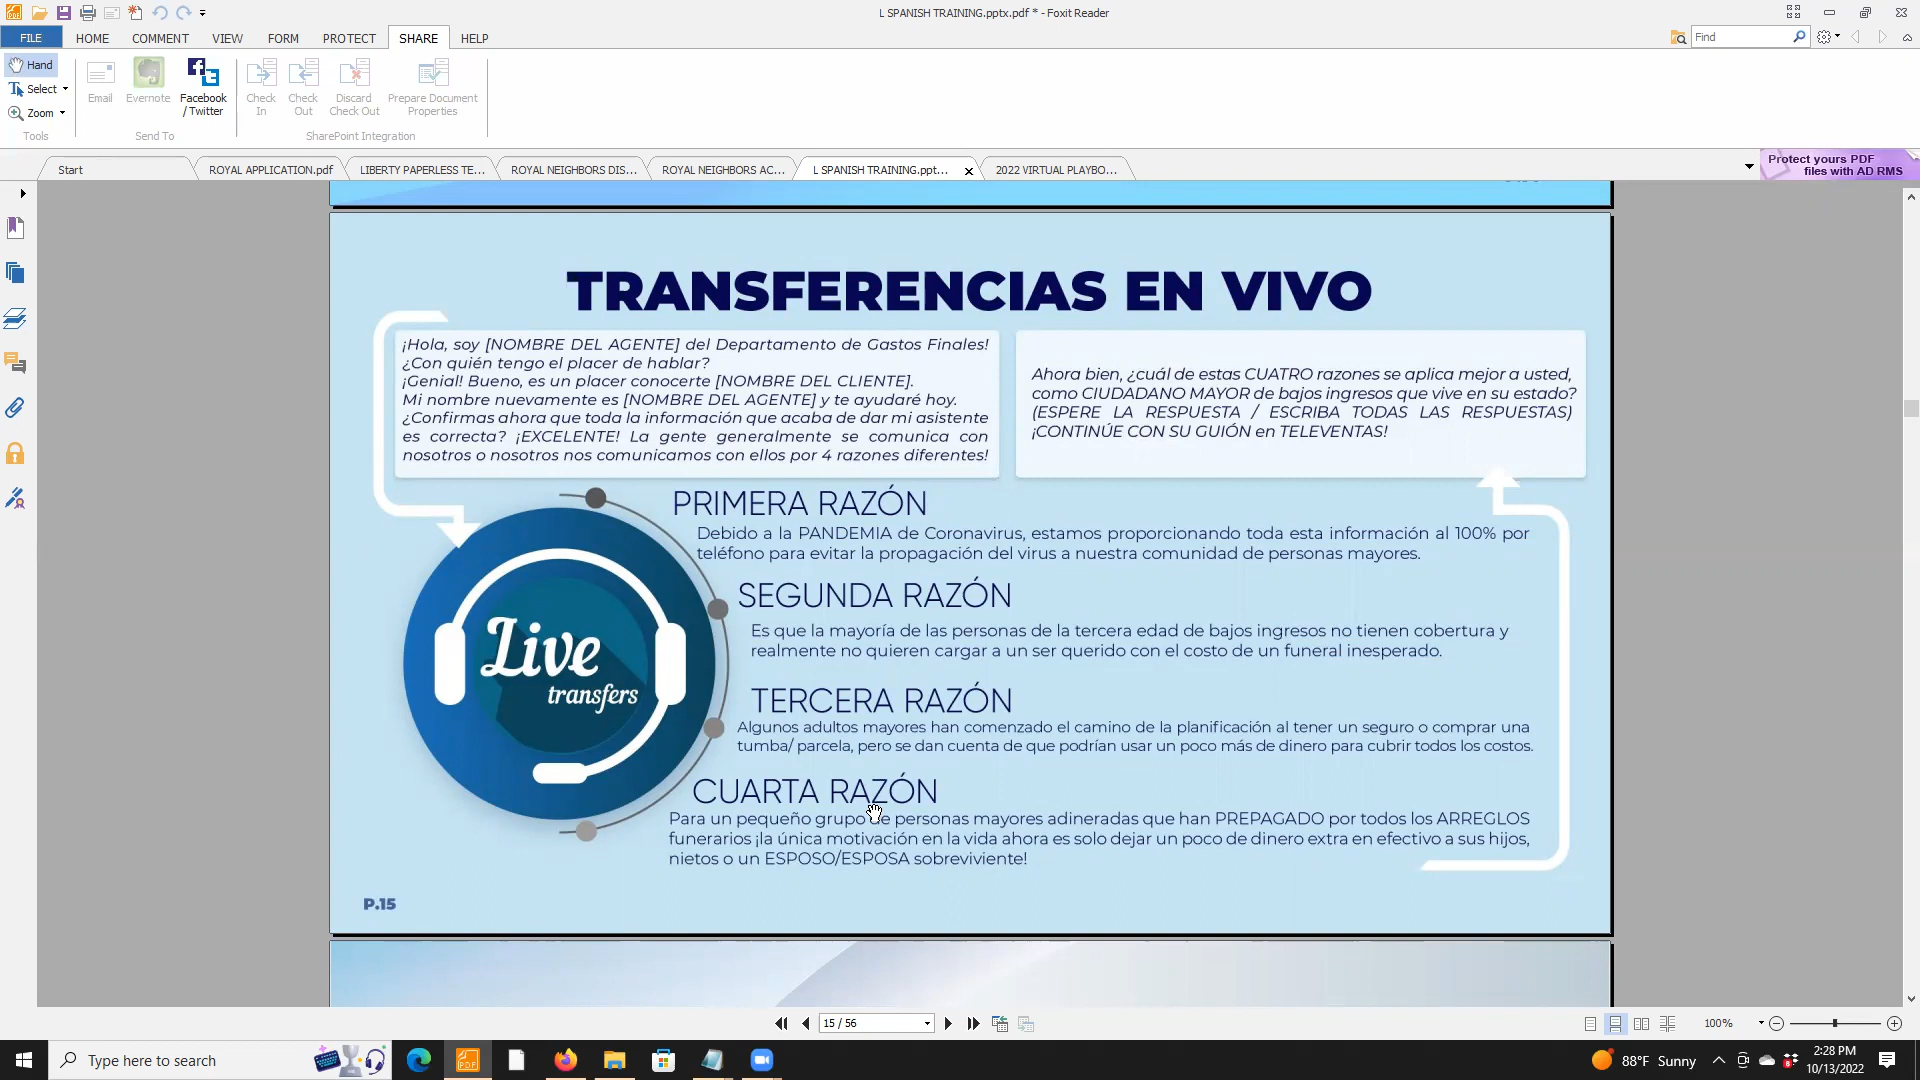 L SPANISH TRAINING.pptx.pdf * - Foxit Reader
FILE HOME COMMENT VIEW FORM PROTECT SHARE HELP
Find
Hand
Select
Zoom
Tools
Email
Evernote
Facebook
/ Twitter
Send To
Check
In
Check
Out
Discard
Check Out
Prepare Document
Properties
SharePoint Integration
Start
ROYAL APPLICATION.pdf
LIBERTY PAPERLESS TE...
ROYAL NEIGHBORS DIS...
ROYAL NEIGHBORS AC...
L SPANISH TRAINING.ppt...
2022 VIRTUAL PLAYBO...
Protect yours PDF
files with AD RMS
TRANSFERENCIAS EN VIVO
¡Hola, soy [NOMBRE DEL AGENTE] del Departamento de Gastos Finales!
¿Con quién tengo el placer de hablar?
¡Genial! Bueno, es un placer conocerte [NOMBRE DEL CLIENTE].
Mi nombre nuevamente es [NOMBRE DEL AGENTE] y te ayudaré hoy.
¿Confirmas ahora que toda la información que acaba de dar mi asistente
es correcta? ¡EXCELENTE! La gente generalmente se comunica con
nosotros o nosotros nos comunicamos con ellos por 4 razones diferentes!
Ahora bien, ¿cuál de estas CUATRO razones se aplica mejor a usted,
como CIUDADANO MAYOR de bajos ingresos que vive en su estado?
(ESPERE LA RESPUESTA / ESCRIBA TODAS LAS RESPUESTAS)
¡CONTINÚE CON SU GUIÓN en TELEVENTAS!
Live
transfers
PRIMERA RAZÓN
Debido a la PANDEMIA de Coronavirus, estamos proporcionando toda esta información al 100% por
teléfono para evitar la propagación del virus a nuestra comunidad de personas mayores.
SEGUNDA RAZÓN
Es que la mayoría de las personas de la tercera edad de bajos ingresos no tienen cobertura y
realmente no quieren cargar a un ser querido con el costo de un funeral inesperado.
TERCERA RAZÓN
Algunos adultos mayores han comenzado el camino de la planificación al tener un seguro o comprar una
tumba/ parcela, pero se dan cuenta de que podrían usar un poco más de dinero para cubrir todos los costos.
CUARTA RAZÓN
Para un pequeño grupo de personas mayores adineradas que han PREPAGADO por todos los ARREGLOS
funerarios ¡la única motivación en la vida ahora es solo dejar un poco de dinero extra en efectivo a sus hijos,
nietos o un ESPOSO/ESPOSA sobreviviente!
P.15
15 / 56
100%
Type here to search
88°F Sunny
2:28 PM
10/13/2022